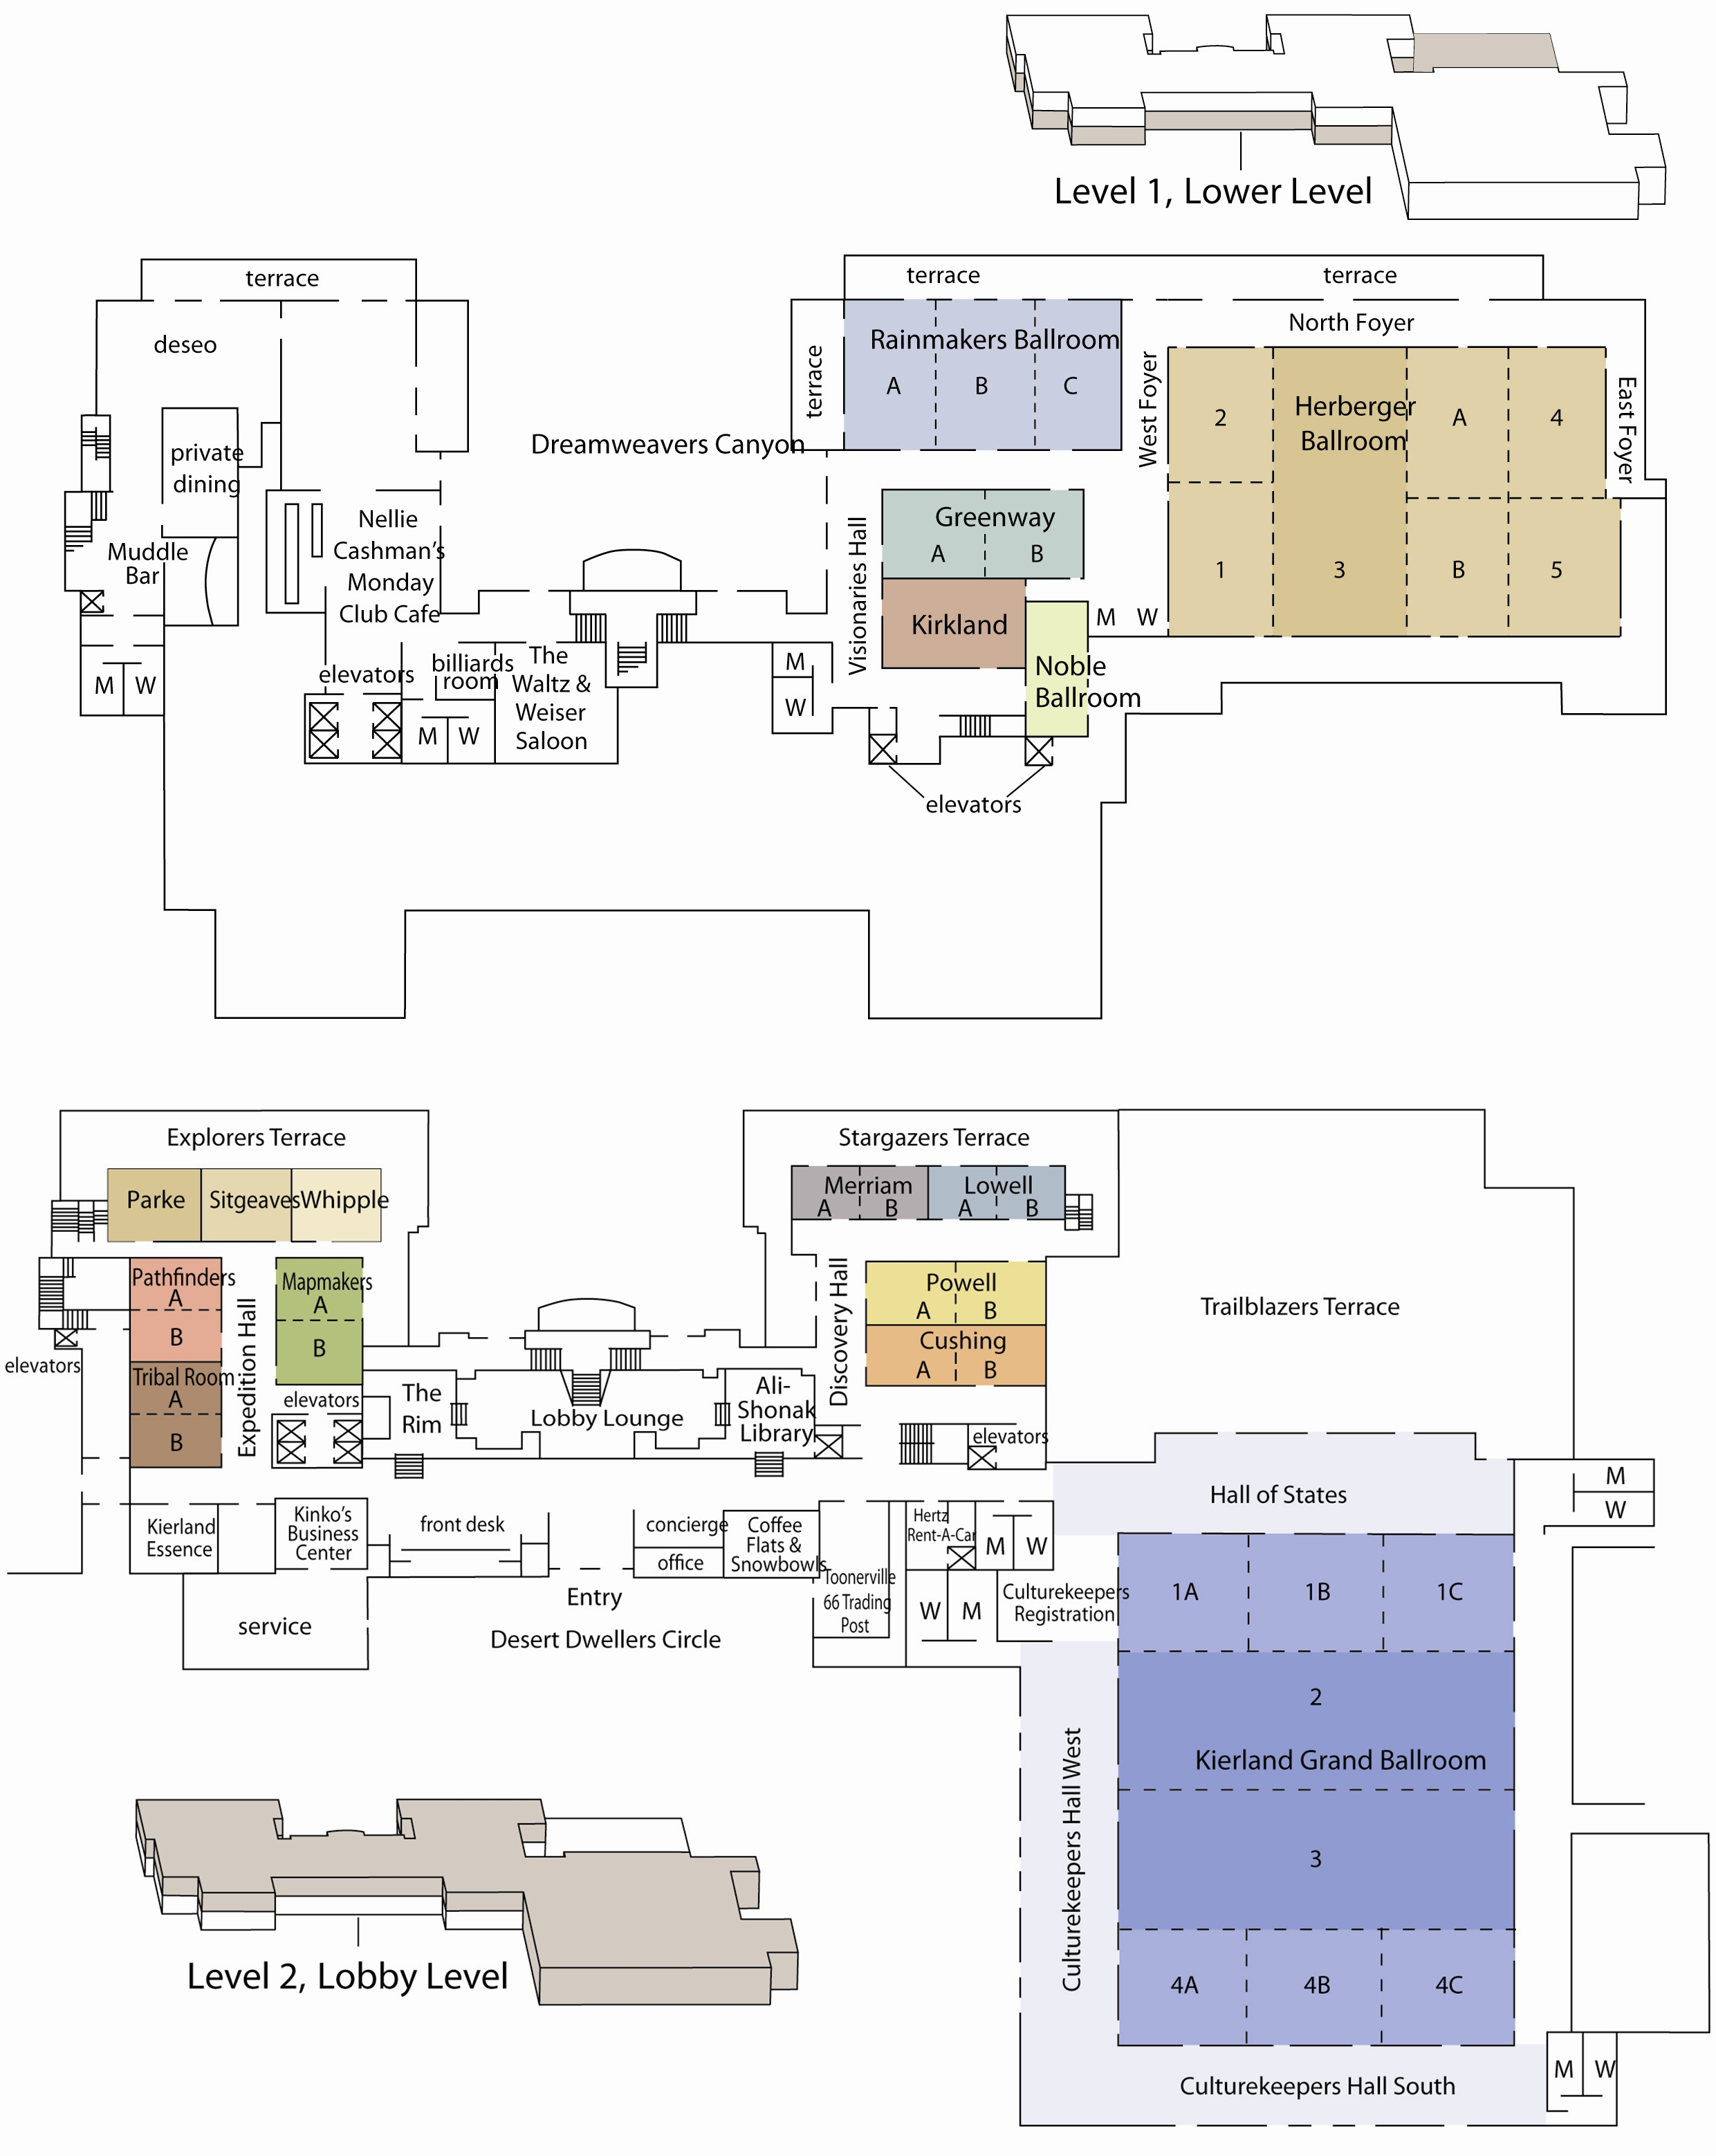 Level 1, Lower Level
terrace
terrace
terrace
North Foyer
deseo
Rainmakers Ballroom
A B C
terrace
West Foyer
2
Herberger
Ballroom
A
4
East Foyer
Dreamweavers Canyon
private
dining
Nellie
Cashman's
Monday
Club Cafe
Muddle
Bar
Visionaries Hall
Greenway
A B
1
3
B
5
Kirkland
M W
elevators
billiards
room
The
Waltz &
Weiser
Saloon
M
W
Noble
Ballroom
M W
M W
elevators
Explorers Terrace
Stargazers Terrace
Parke
Sitgeaves
Whipple
Merriam
A B
Lowell
A B
Pathfinders
A
B
Expedition Hall
Mapmakers
A
B
Discovery Hall
Powell
A B
Cushing
A B
Trailblazers Terrace
elevators
Tribal Room
A
B
elevators
The
Rim
Lobby Lounge
Ali-
Shonak
Library
elevators
Hall of States
M
W
Kierland
Essence
Kinko's
Business
Center
front desk
concierge
office
Coffee
Flats &
Snowbowls
Hertz
Rent-A-Car
M W
Toonerville
66 Trading
Post
W M
Culturekeepers
Registration
1A 1B 1C
Entry
service
Desert Dwellers Circle
2
Kierland Grand Ballroom
Culturekeepers Hall West
3
Level 2, Lobby Level
4A 4B 4C
M W
Culturekeepers Hall South